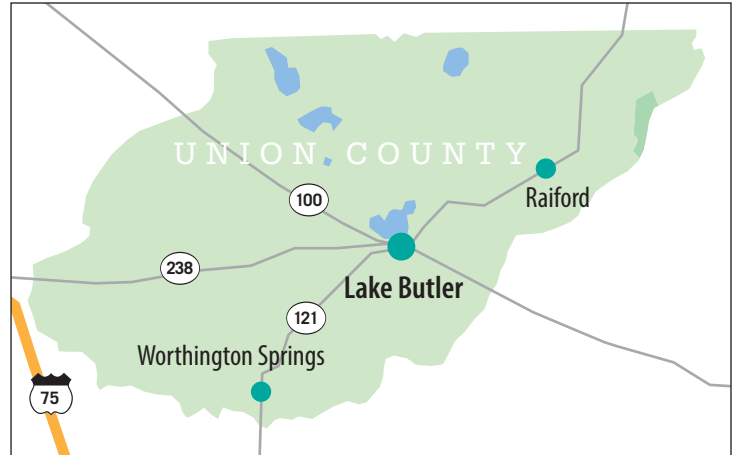 UNION COUNTY
Raiford
100
238
Lake Butler
121
Worthington Springs
75